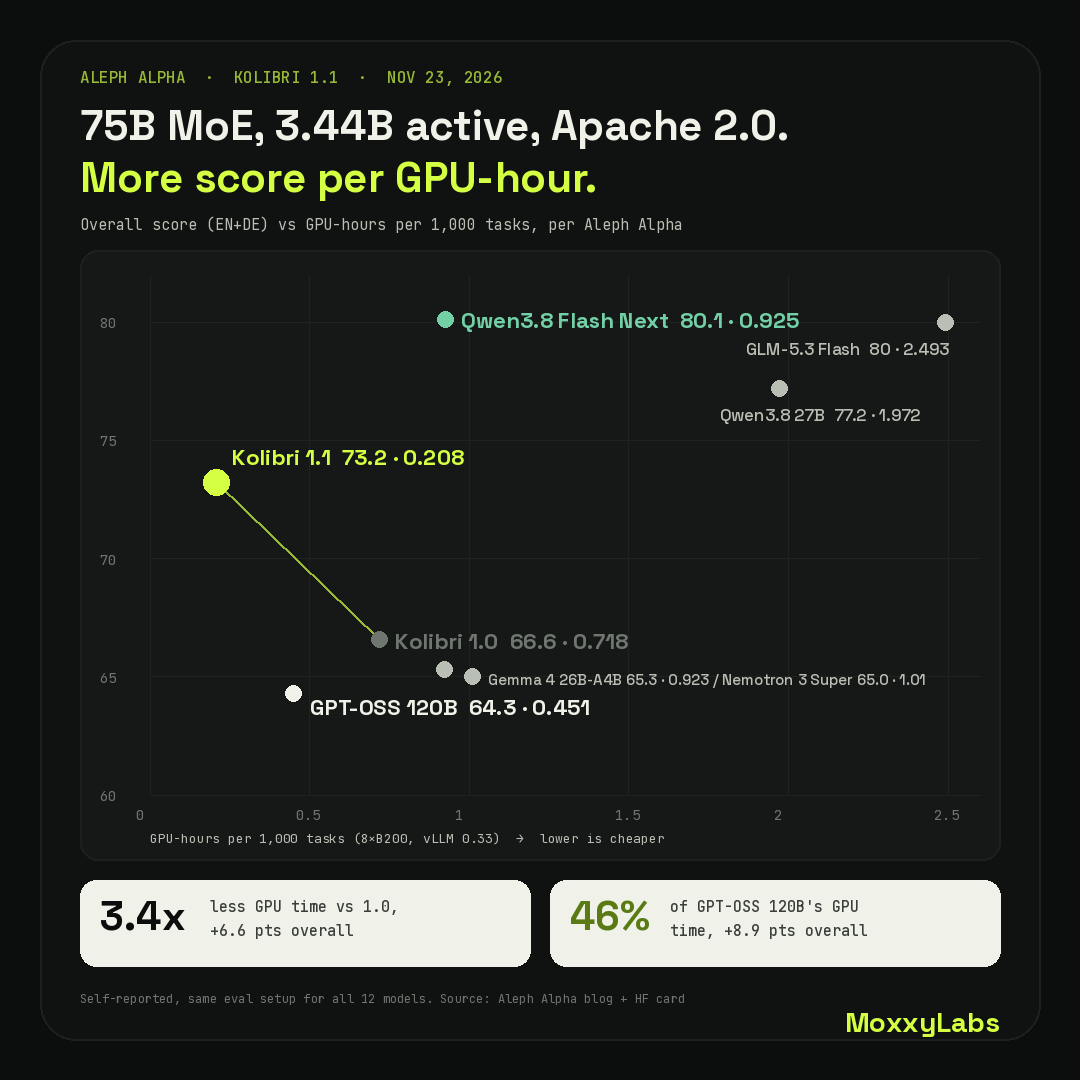 ALEPH ALPHA · KOLIBRI 1.1 · NOV 23, 2026
75B MoE, 3.44B active, Apache 2.0.
More score per GPU-hour.
Overall score (EN+DE) vs GPU-hours per 1,000 tasks, per Aleph Alpha
80
Qwen3.8 Flash Next 80.1 · 0.925
GLM-5.3 Flash 80 · 2.493
Qwen3.8 27B 77.2 · 1.972
75
Kolibri 1.1 73.2 · 0.208
70
Kolibri 1.0 66.6 · 0.718
65
Gemma 4 26B-A4B 65.3 · 0.923 / Nemotron 3 Super 65.0 · 1.01
GPT-OSS 120B 64.3 · 0.451
60
0 0.5 1 1.5 2 2.5
GPU-hours per 1,000 tasks (8×B200, vLLM 0.33) → lower is cheaper
3.4x
less GPU time vs 1.0,
+6.6 pts overall
46%
of GPT-OSS 120B's GPU
time, +8.9 pts overall
Self-reported, same eval setup for all 12 models. Source: Aleph Alpha blog + HF card
MoxxyLabs